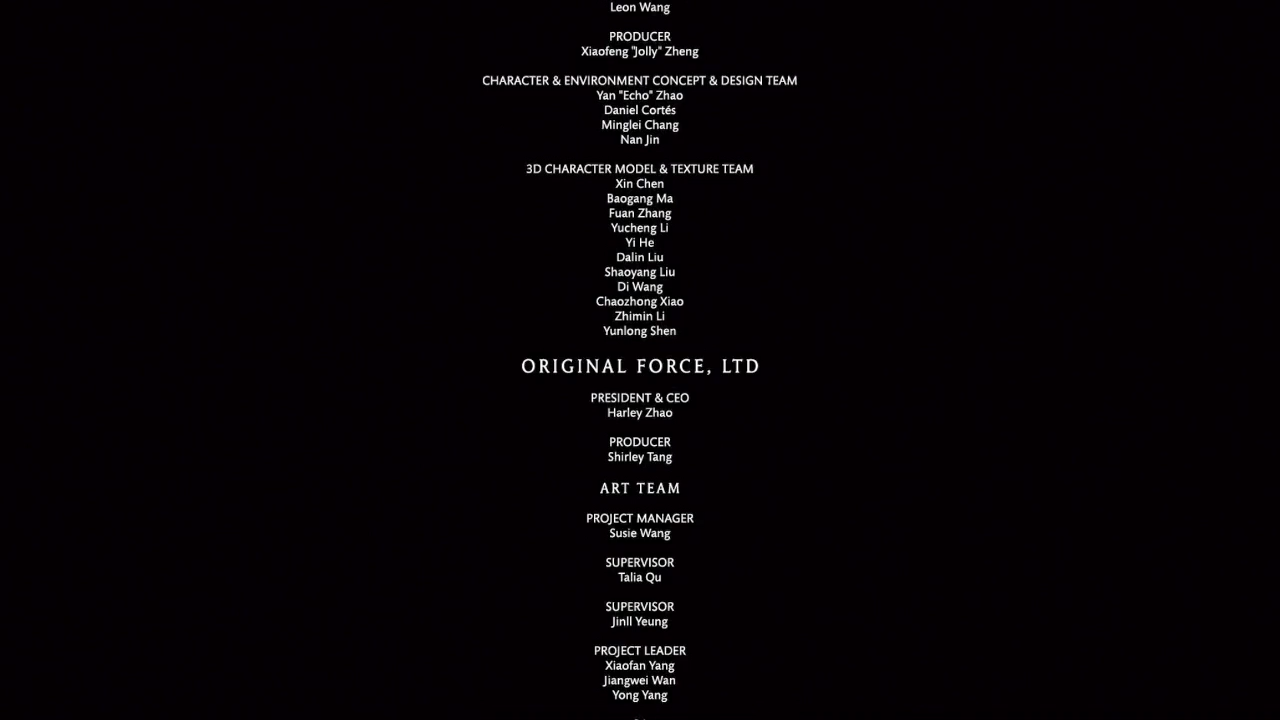 Leon Wang
PRODUCER
Xiaofeng "Jolly" Zheng
CHARACTER & ENVIRONMENT CONCEPT & DESIGN TEAM
Yan "Echo" Zhao
Daniel Cortés
Minglei Chang
Nan Jin
3D CHARACTER MODEL & TEXTURE TEAM
Xin Chen
Baogang Ma
Fuan Zhang
Yucheng Li
Yi He
Dalin Liu
Shaoyang Liu
Di Wang
Chaozhong Xiao
Zhimin Li
Yunlong Shen
ORIGINAL FORCE, LTD
PRESIDENT & CEO
Harley Zhao
PRODUCER
Shirley Tang
ART TEAM
PROJECT MANAGER
Susie Wang
SUPERVISOR
Talia Qu
SUPERVISOR
Jinll Yeung
PROJECT LEADER
Xiaofan Yang
Jiangwei Wan
Yong Yang